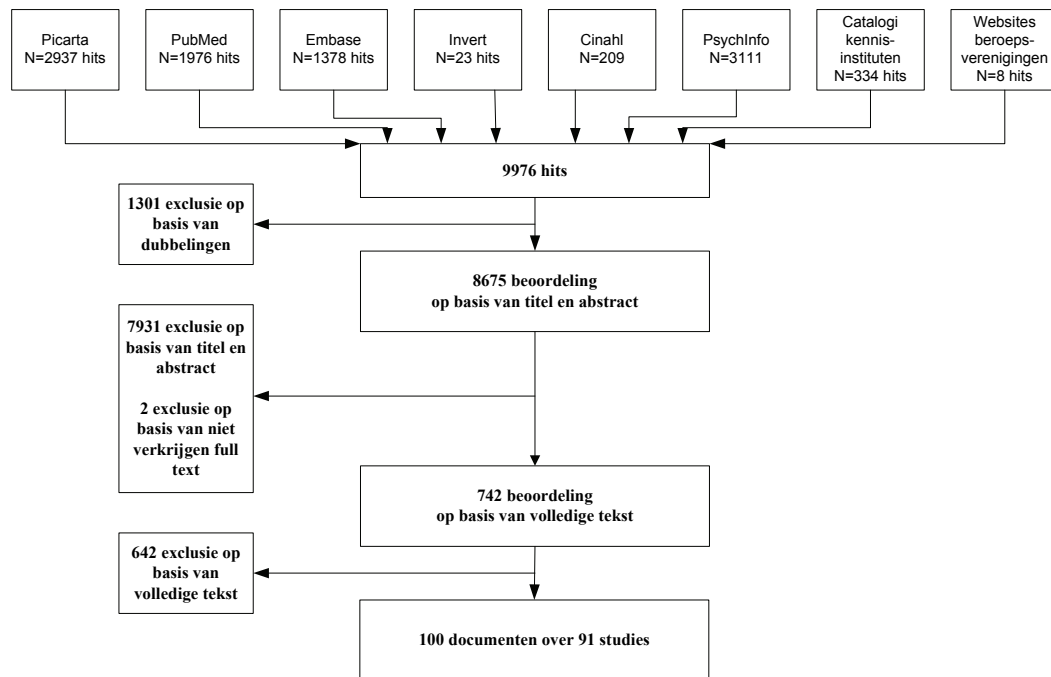 Picarta
N=2937 hits
PubMed
N=1976 hits
Embase
N=1378 hits
Invert
N=23 hits
Cinahl
N=209
PsychInfo
N=3111
Catalogi
kennis-
instituten
N=334 hits
Websites
beroeps-
verenigingen
N=8 hits
9976 hits
1301 exclusie op
basis van
dubbelingen
8675 beoordeling
op basis van titel en abstract
7931 exclusie op
basis van titel en
abstract
2 exclusie op
basis van niet
verkrijgen full
text
742 beoordeling
op basis van volledige tekst
642 exclusie op
basis van
volledige tekst
100 documenten over 91 studies